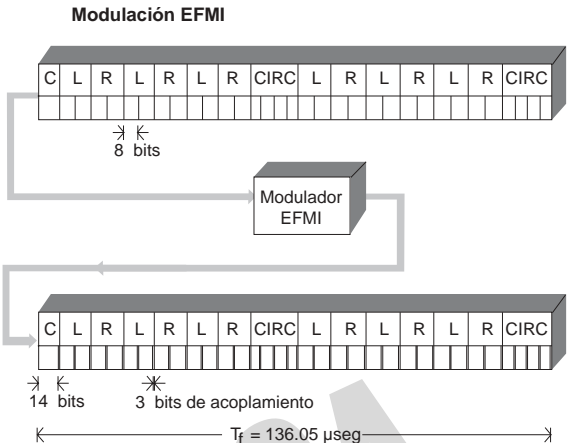 Modulación EFMI
C L R L R L R CIRC L R L R L R CIRC
8 bits
Modulador
EFMI
C L R L R L R CIRC L R L R L R CIRC
14 bits 3 bits de acoplamiento
Tf = 136.05 µseg